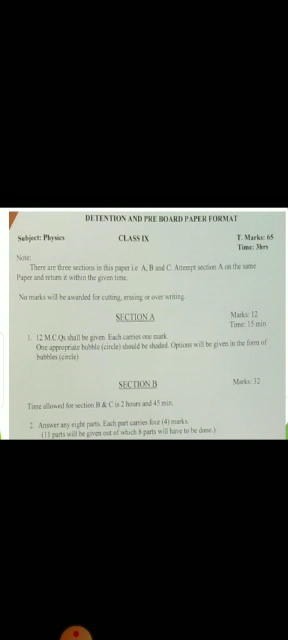 DETENTION AND PRE BOARD PAPER FORMAT
Subject: Physics CLASS IX T. Marks: 65
Time: 3hrs
Note:
There are three sections in this paper i.e A, B and C. Attempt section A on the same
Paper and return it within the given time.
No marks will be awarded for cutting, erasing or over writing.
SECTION A Marks: 12
Time: 15 min
1. 12 M.C.Qs shall be given. Each carries one mark.
One appropriate bubble (circle) should be shaded. Options will be given in the form of
bubbles (circle)
SECTION B Marks: 32
Time allowed for section B & C is 2 hours and 45 min.
2. Answer any eight parts. Each part carries four (4) marks.
(11 parts will be given out of which 8 parts will have to be done.)